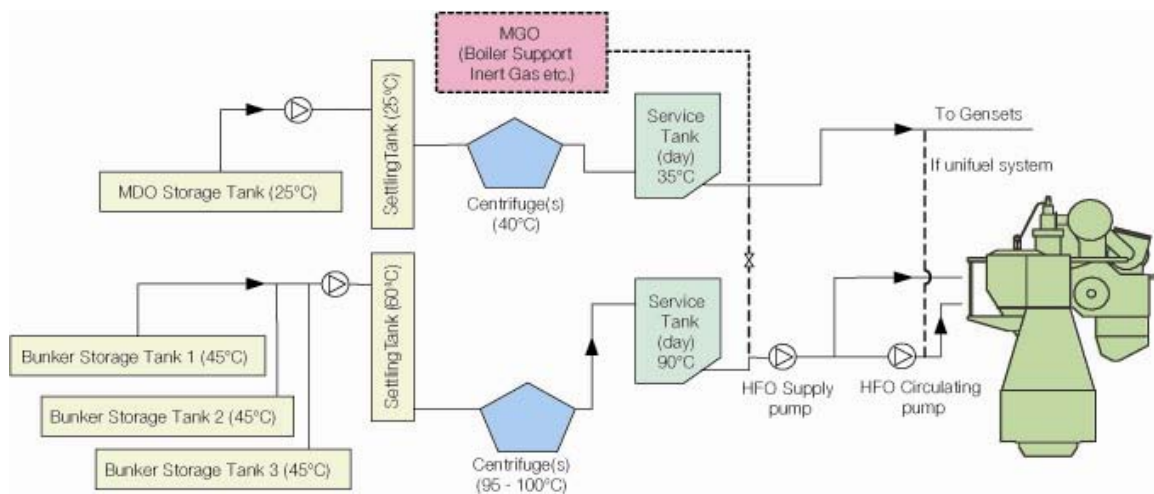 MGO
(Boiler Support
Inert Gas etc.)
MDO Storage Tank (25°C)
SettlingTank (25°C)
Centrifuge(s)
(40°C)
Service
Tank
(day)
35°C
To Gensets
If unifuel system
Bunker Storage Tank 1 (45°C)
Bunker Storage Tank 2 (45°C)
Bunker Storage Tank 3 (45°C)
SettlingTank (60°C)
Centrifuge(s)
(95 - 100°C)
Service
Tank
(day)
90°C
HFO Supply
pump
HFO Circulating
pump